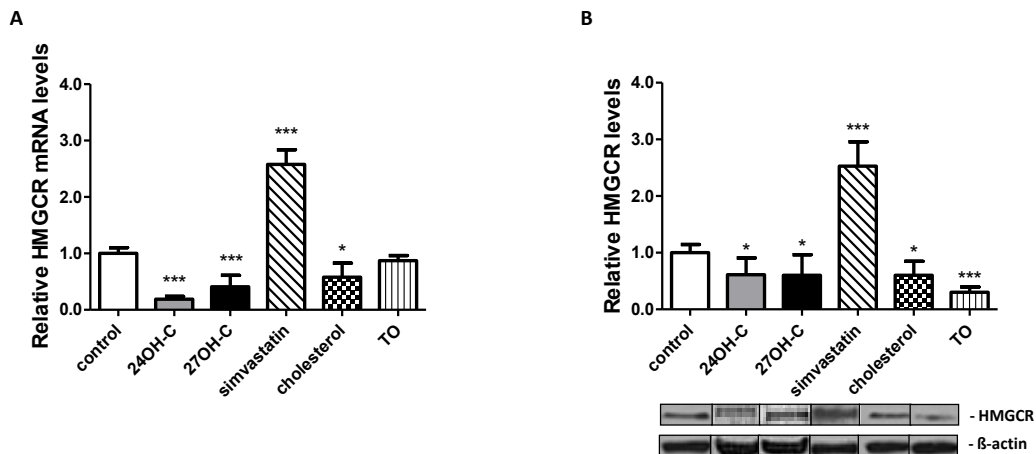 A
Relative HMGCR mRNA levels
4.0
3.0
2.0
1.0
0.0
***
***
***
*
control
24OH-C
27OH-C
simvastatin
cholesterol
TO
B
Relative HMGCR levels
4.0
3.0
2.0
1.0
0.0
*
*
***
*
***
control
24OH-C
27OH-C
simvastatin
cholesterol
TO
- HMGCR
- ß-actin